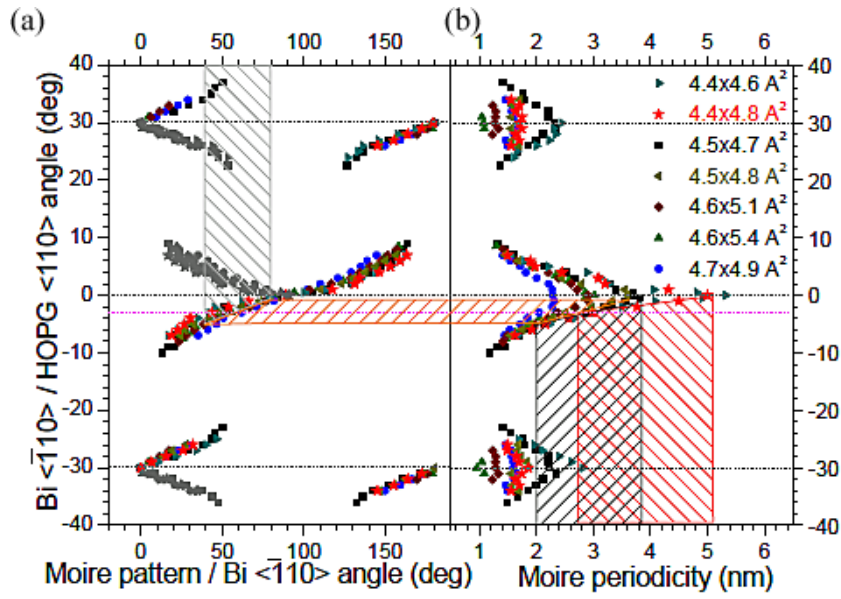 (a)
(b)
0 50 100 150
1 2 3 4 5 6
40
30
20
10
0
-10
-20
-30
-40
Bi <1̅10> / HOPG <110> angle (deg)
4.4x4.6 A²
4.4x4.8 A²
4.5x4.7 A²
4.5x4.8 A²
4.6x5.1 A²
4.6x5.4 A²
4.7x4.9 A²
40
30
20
10
0
-10
-20
-30
-40
0 50 100 150
1 2 3 4 5 6
Moire pattern / Bi <1̅10> angle (deg)
Moire periodicity (nm)